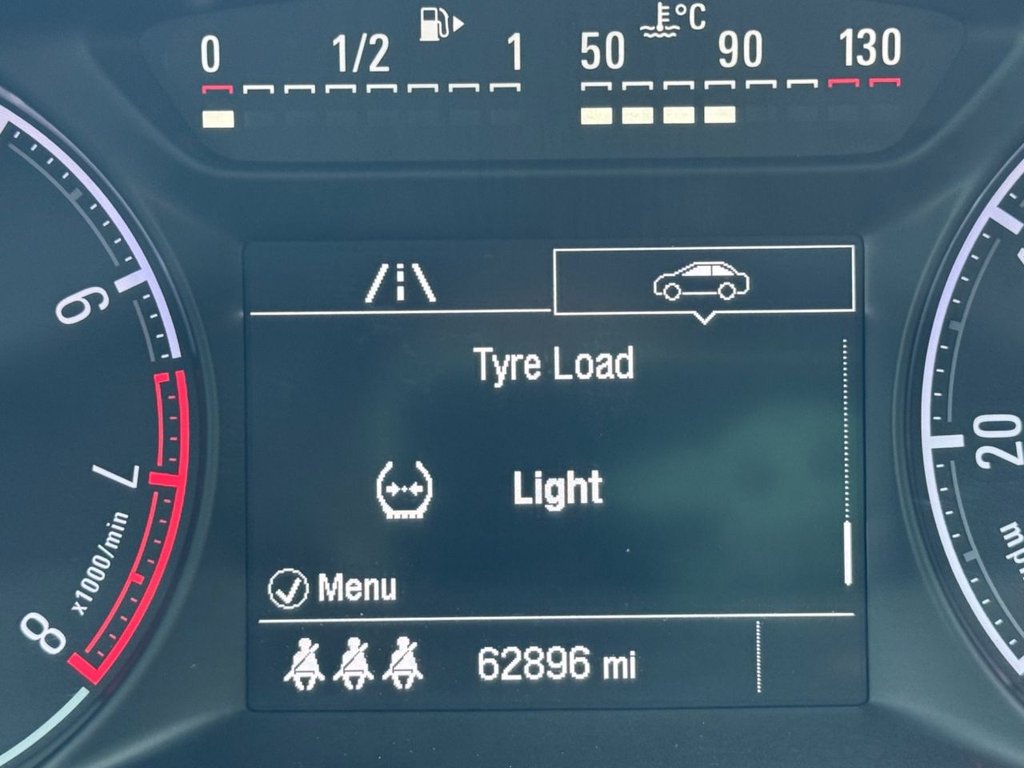 0 1/2 1 50 °C 90 130
6
7
x1000/min
8
Tyre Load
Light
Menu
62896 mi
20